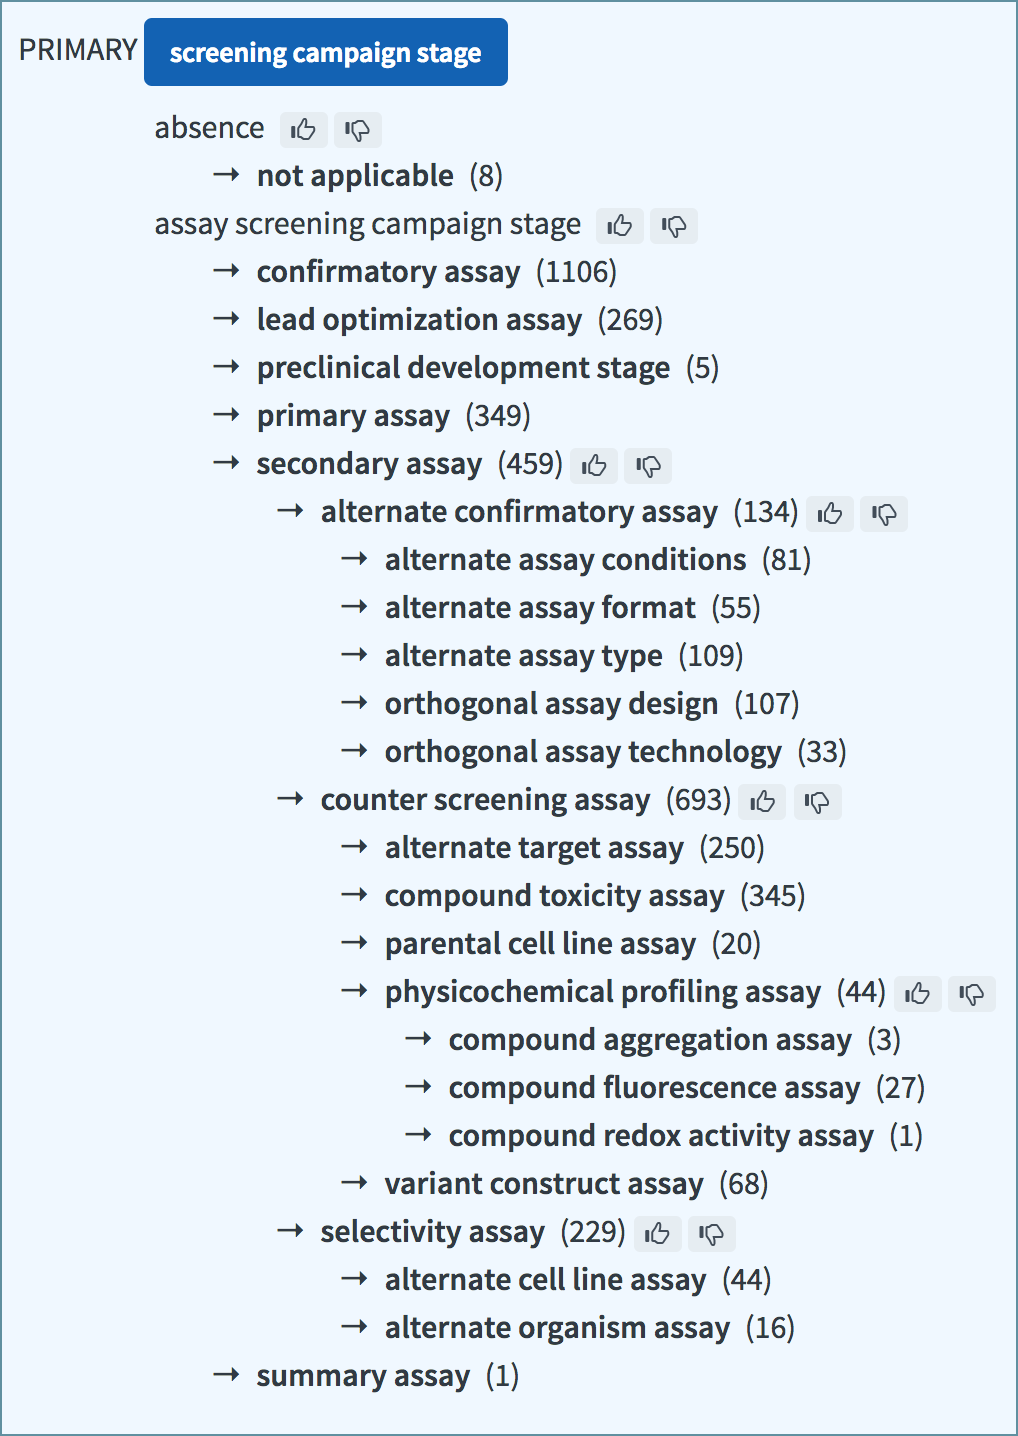 PRIMARY screening campaign stage
absence
→ not applicable (8)
assay screening campaign stage
→ confirmatory assay (1106)
→ lead optimization assay (269)
→ preclinical development stage (5)
→ primary assay (349)
→ secondary assay (459)
→ alternate confirmatory assay (134)
→ alternate assay conditions (81)
→ alternate assay format (55)
→ alternate assay type (109)
→ orthogonal assay design (107)
→ orthogonal assay technology (33)
→ counter screening assay (693)
→ alternate target assay (250)
→ compound toxicity assay (345)
→ parental cell line assay (20)
→ physicochemical profiling assay (44)
→ compound aggregation assay (3)
→ compound fluorescence assay (27)
→ compound redox activity assay (1)
→ variant construct assay (68)
→ selectivity assay (229)
→ alternate cell line assay (44)
→ alternate organism assay (16)
→ summary assay (1)